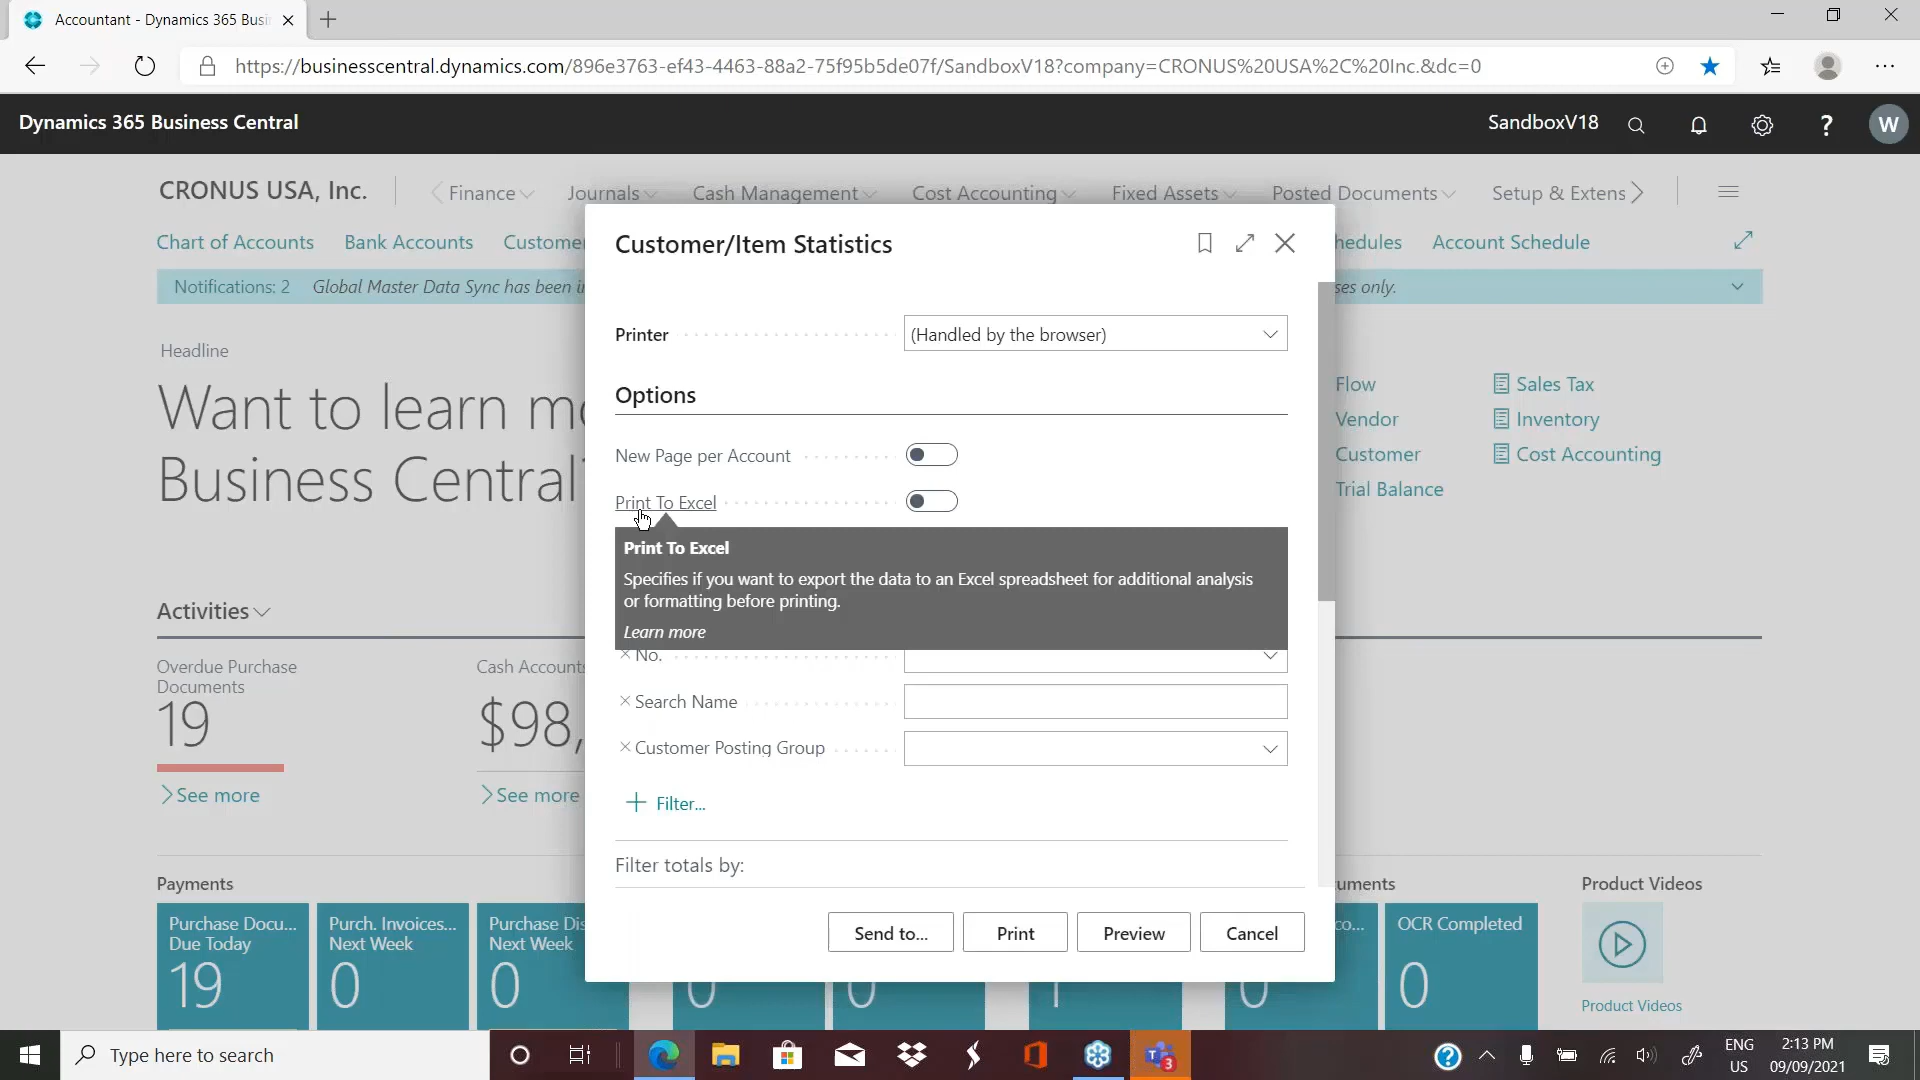 Accountant - Dynamics 365 Busi
https://businesscentral.dynamics.com/896e3763-ef43-4463-88a2-75f95b5de07f/SandboxV18?company=CRONUS%20USA%2C%20Inc.&dc=0
Dynamics 365 Business Central
SandboxV18
?
W
CRONUS USA, Inc.
Finance
Journals
Cash Management
Cost Accounting
Fixed Assets
Posted Documents
Setup & Extens
Chart of Accounts
Bank Accounts
Custome
hedules
Account Schedule
Notifications: 2
Global Master Data Sync has been i
ses only.
Customer/Item Statistics
Printer
(Handled by the browser)
Options
New Page per Account
Print To Excel
Print To Excel
Specifies if you want to export the data to an Excel spreadsheet for additional analysis
or formatting before printing.
Learn more
No.
Search Name
Customer Posting Group
Filter...
Filter totals by:
Send to...
Print
Preview
Cancel
Headline
Want to learn m
Business Central?
Flow
Vendor
Customer
Trial Balance
Sales Tax
Inventory
Cost Accounting
Activities
Overdue Purchase
Documents
19
See more
Cash Accounts
$98,
See more
Payments
uments
Product Videos
Purchase Docu...
Due Today
19
Purch. Invoices...
Next Week
0
Purchase Dis
Next Week
0
0
0
1
co...
0
OCR Completed
0
Product Videos
Type here to search
3
?
ENG
US
2:13 PM
09/09/2021